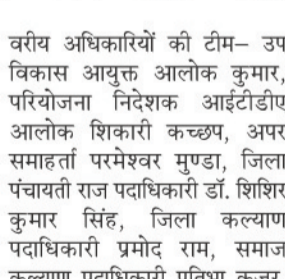 वरीय अधिकारियों की टीम– उप
विकास आयुक्त आलोक कुमार,
परियोजना निदेशक आईटीडीए
आलोक शिकारी कच्छप, अपर
समाहर्ता परमेश्वर मुण्डा, जिला
पंचायती राज पदाधिकारी डॉ. शिशिर
कुमार सिंह, जिला कल्याण
पदाधिकारी प्रमोद राम, समाज
कल्याण पदाधिकारी प्रतिभा कुजूर